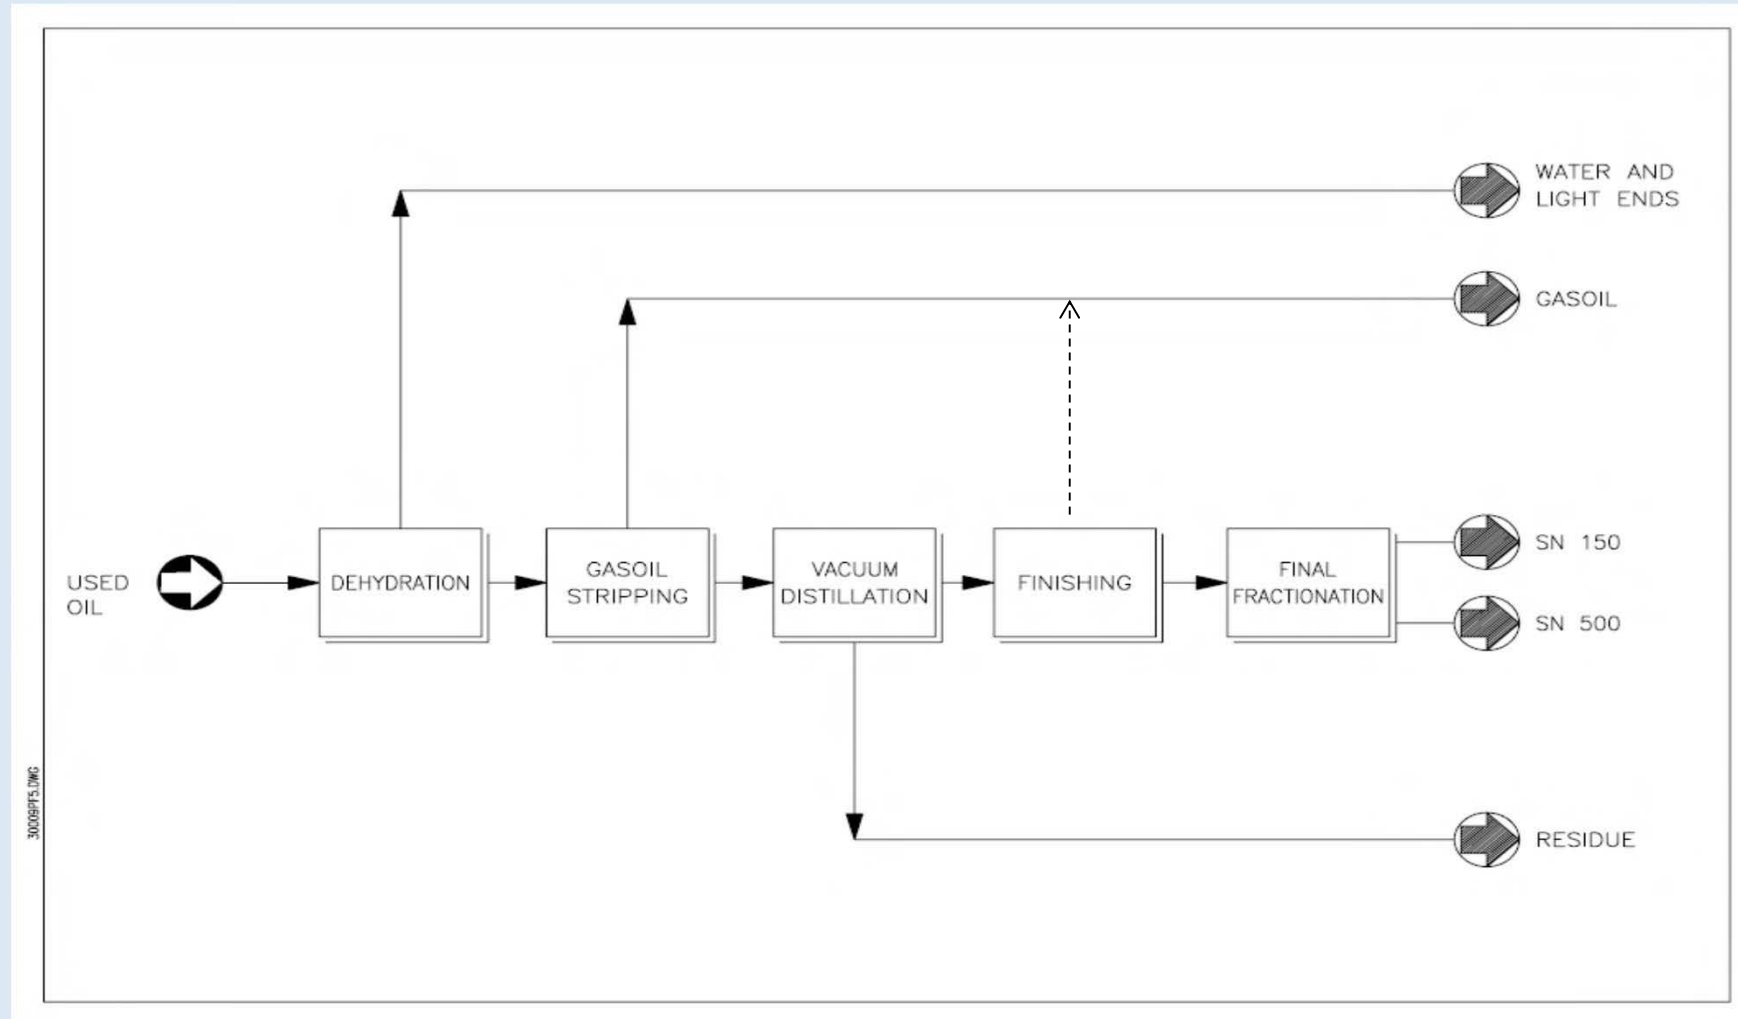 WATER AND
LIGHT ENDS
GASOIL
USED
OIL
DEHYDRATION
GASOIL
STRIPPING
VACUUM
DISTILLATION
FINISHING
FINAL
FRACTIONATION
SN 150
SN 500
RESIDUE
30009PF5.DWG